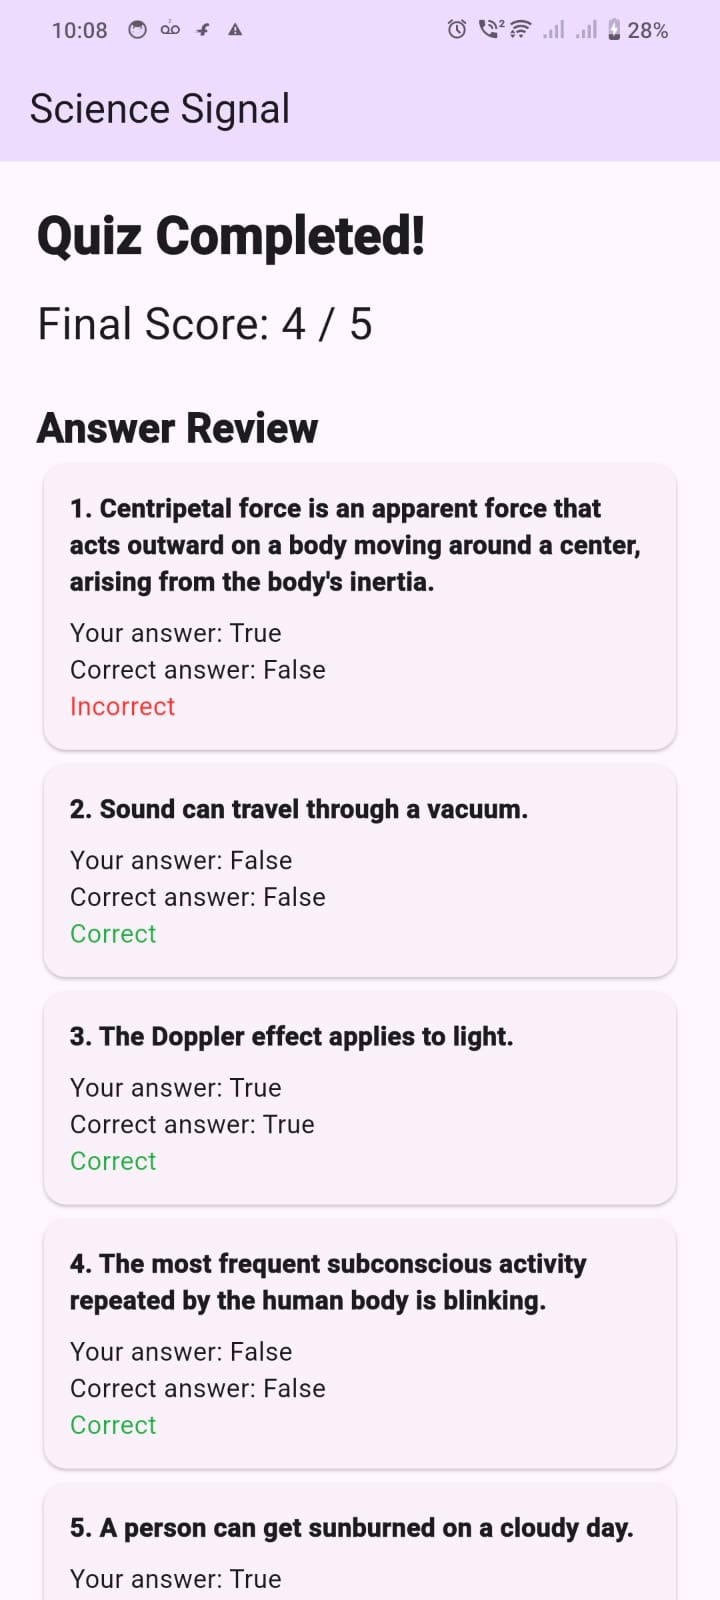 10:08 2 28%
Science Signal
Quiz Completed!
Final Score: 4 / 5
Answer Review
1. Centripetal force is an apparent force that
acts outward on a body moving around a center,
arising from the body's inertia.
Your answer: True
Correct answer: False
Incorrect
2. Sound can travel through a vacuum.
Your answer: False
Correct answer: False
Correct
3. The Doppler effect applies to light.
Your answer: True
Correct answer: True
Correct
4. The most frequent subconscious activity
repeated by the human body is blinking.
Your answer: False
Correct answer: False
Correct
5. A person can get sunburned on a cloudy day.
Your answer: True